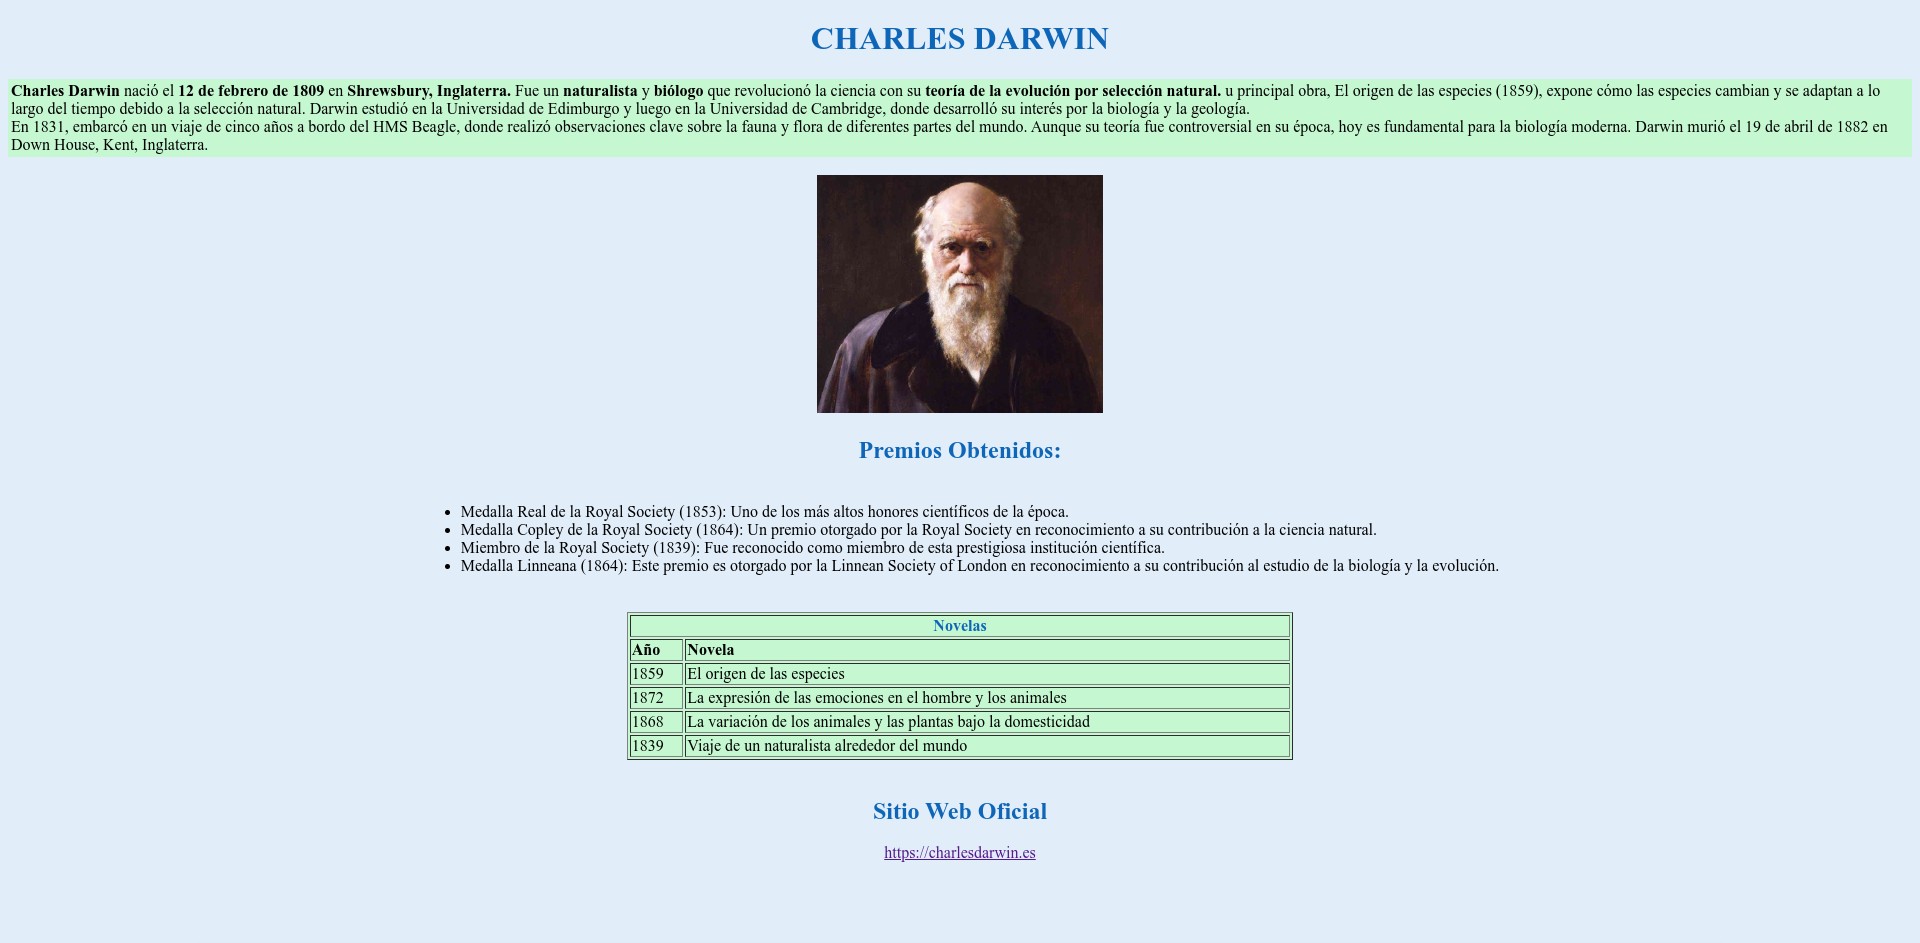 CHARLES DARWIN
Charles Darwin nació el 12 de febrero de 1809 en Shrewsbury, Inglaterra. Fue un naturalista y biólogo que revolucionó la ciencia con su teoría de la evolución por selección natural. u principal obra, El origen de las especies (1859), expone cómo las especies cambian y se adaptan a lo
largo del tiempo debido a la selección natural. Darwin estudió en la Universidad de Edimburgo y luego en la Universidad de Cambridge, donde desarrolló su interés por la biología y la geología.
En 1831, embarcó en un viaje de cinco años a bordo del HMS Beagle, donde realizó observaciones clave sobre la fauna y flora de diferentes partes del mundo. Aunque su teoría fue controversial en su época, hoy es fundamental para la biología moderna. Darwin murió el 19 de abril de 1882 en
Down House, Kent, Inglaterra.
Premios Obtenidos:
• Medalla Real de la Royal Society (1853): Uno de los más altos honores científicos de la época.
• Medalla Copley de la Royal Society (1864): Un premio otorgado por la Royal Society en reconocimiento a su contribución a la ciencia natural.
• Miembro de la Royal Society (1839): Fue reconocido como miembro de esta prestigiosa institución científica.
• Medalla Linneana (1864): Este premio es otorgado por la Linnean Society of London en reconocimiento a su contribución al estudio de la biología y la evolución.
Novelas
Año Novela
1859 El origen de las especies
1872 La expresión de las emociones en el hombre y los animales
1868 La variación de los animales y las plantas bajo la domesticidad
1839 Viaje de un naturalista alrededor del mundo
Sitio Web Oficial
https://charlesdarwin.es